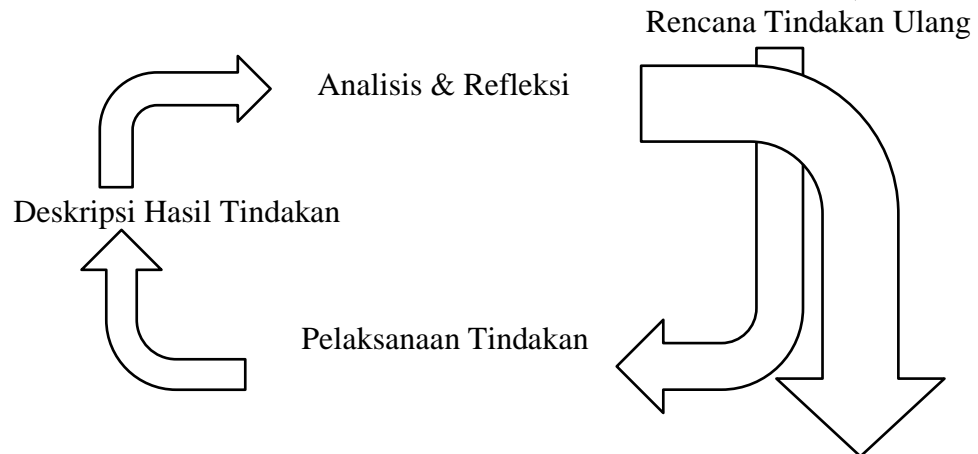 Rencana Tindakan Ulang
Analisis & Refleksi
Deskripsi Hasil Tindakan
Pelaksanaan Tindakan